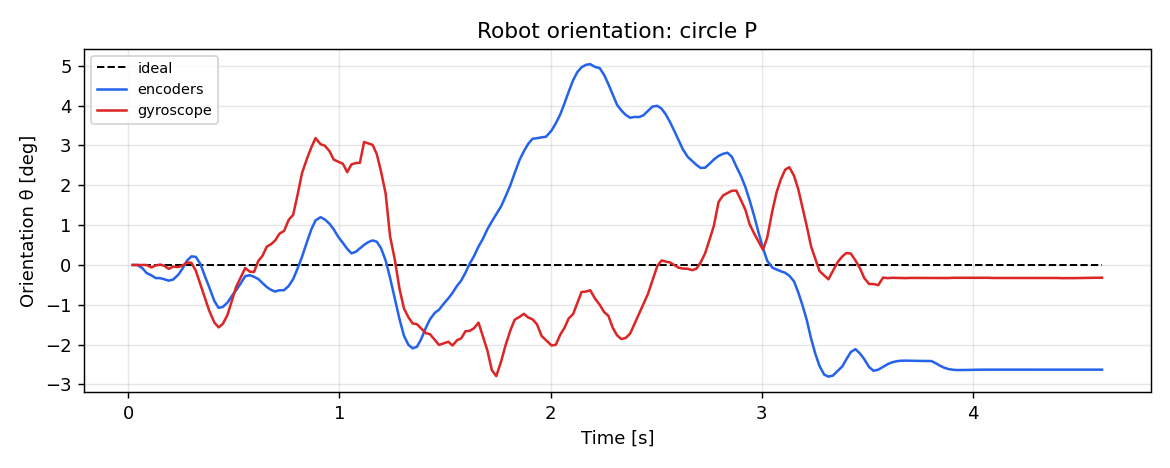 Robot orientation: circle P
ideal
encoders
gyroscope
Orientation θ [deg]
5
4
3
2
1
0
−1
−2
−3
0 1 2 3 4
Time [s]